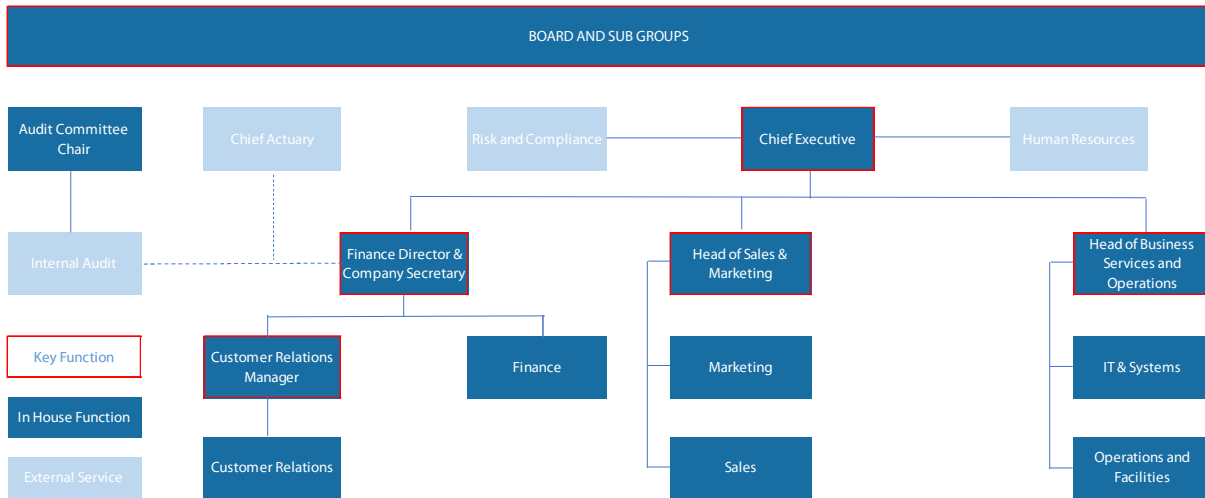 BOARD AND SUB GROUPS
Audit Committee
Chair
Chief Actuary
Risk and Compliance
Chief Executive
Human Resources
Internal Audit
Finance Director &
Company Secretary
Head of Sales &
Marketing
Head of Business
Services and
Operations
Key Function
Customer Relations
Manager
Finance
Marketing
IT & Systems
In House Function
Customer Relations
Sales
Operations and
Facilities
External Service